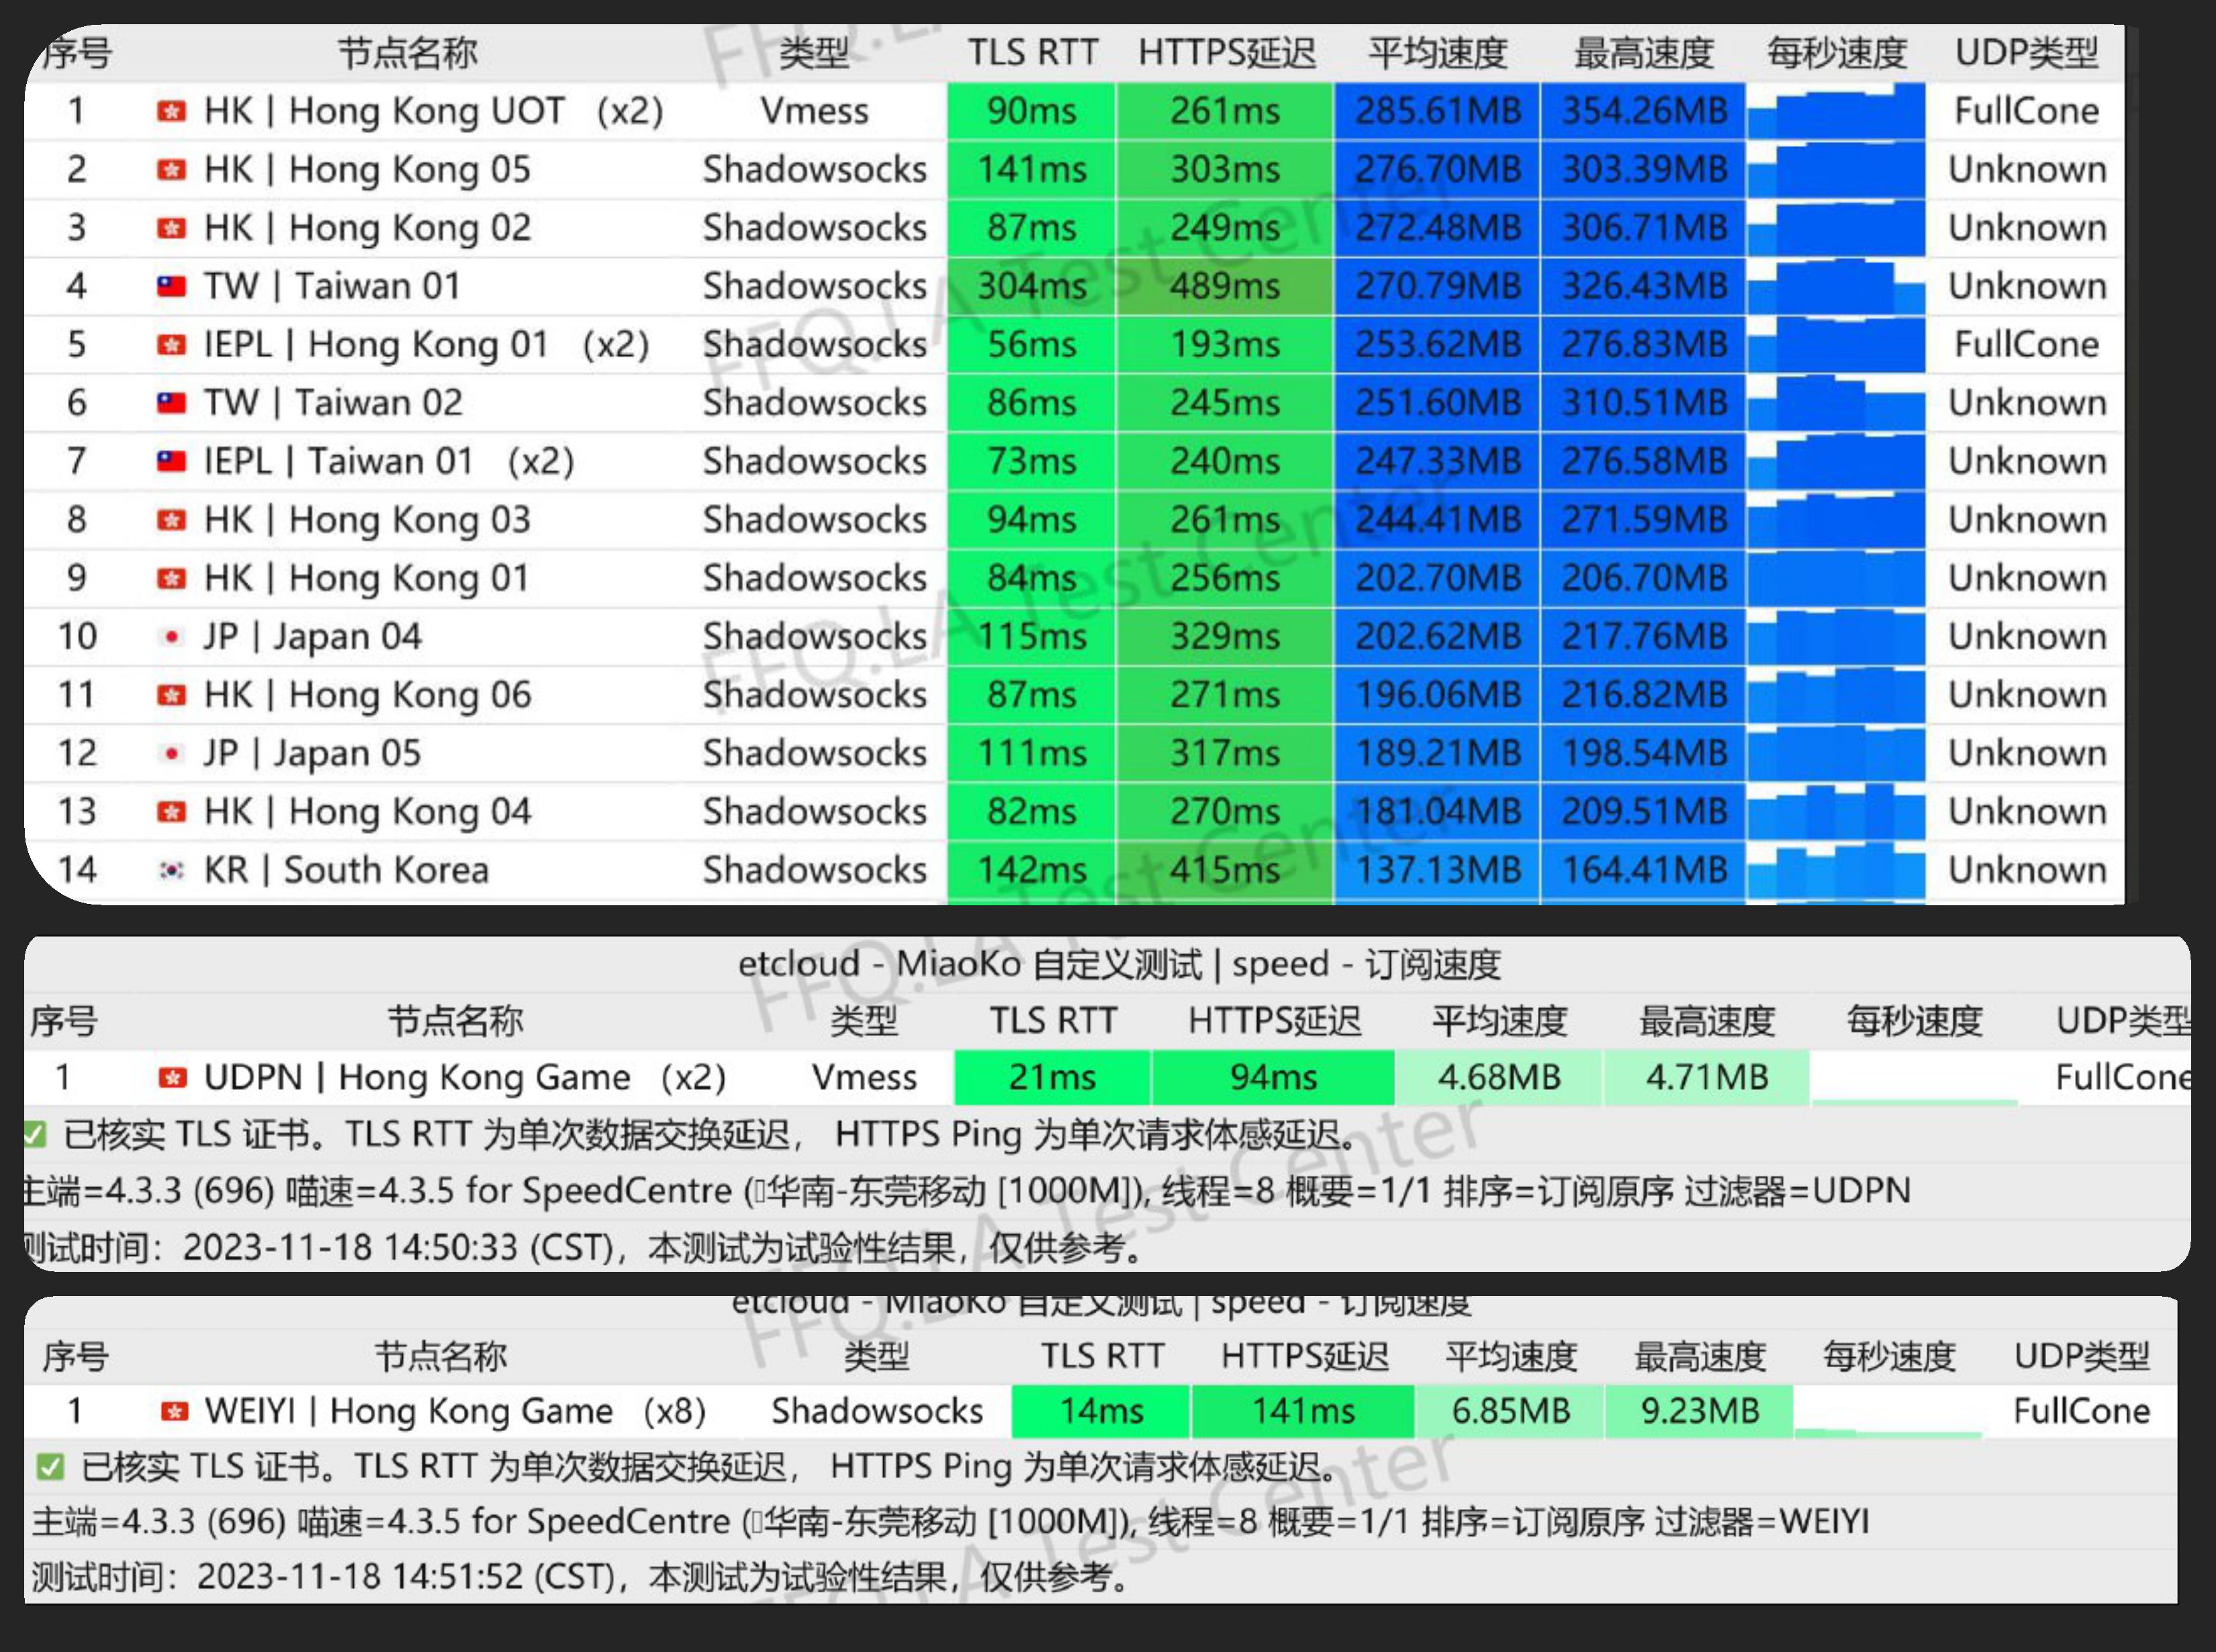 序号 节点名称 类型 TLS RTT HTTPS延迟 平均速度 最高速度 每秒速度 UDP类型
1 HK | Hong Kong UOT (x2) Vmess 90ms 261ms 285.61MB 354.26MB FullCone
2 HK | Hong Kong 05 Shadowsocks 141ms 303ms 276.70MB 303.39MB Unknown
3 HK | Hong Kong 02 Shadowsocks 87ms 249ms 272.48MB 306.71MB Unknown
4 TW | Taiwan 01 Shadowsocks 304ms 489ms 270.79MB 326.43MB Unknown
5 IEPL | Hong Kong 01 (x2) Shadowsocks 56ms 193ms 253.62MB 276.83MB FullCone
6 TW | Taiwan 02 Shadowsocks 86ms 245ms 251.60MB 310.51MB Unknown
7 IEPL | Taiwan 01 (x2) Shadowsocks 73ms 240ms 247.33MB 276.58MB Unknown
8 HK | Hong Kong 03 Shadowsocks 94ms 261ms 244.41MB 271.59MB Unknown
9 HK | Hong Kong 01 Shadowsocks 84ms 256ms 202.70MB 206.70MB Unknown
10 JP | Japan 04 Shadowsocks 115ms 329ms 202.62MB 217.76MB Unknown
11 HK | Hong Kong 06 Shadowsocks 87ms 271ms 196.06MB 216.82MB Unknown
12 JP | Japan 05 Shadowsocks 111ms 317ms 189.21MB 198.54MB Unknown
13 HK | Hong Kong 04 Shadowsocks 82ms 270ms 181.04MB 209.51MB Unknown
14 KR | South Korea Shadowsocks 142ms 415ms 137.13MB 164.41MB Unknown
FFQ.LA Test Center
etcloud - MiaoKo 自定义测试 | speed - 订阅速度
序号 节点名称 类型 TLS RTT HTTPS延迟 平均速度 最高速度 每秒速度 UDP类型
1 UDPN | Hong Kong Game (x2) Vmess 21ms 94ms 4.68MB 4.71MB FullCone
✅ 已核实 TLS 证书。TLS RTT 为单次数据交换延迟， HTTPS Ping 为单次请求体感延迟。
主端=4.3.3 (696) 喵速=4.3.5 for SpeedCentre (▯华南-东莞移动 [1000M]), 线程=8 概要=1/1 排序=订阅原序 过滤器=UDPN
测试时间：2023-11-18 14:50:33 (CST)，本测试为试验性结果，仅供参考。
FFQ.LA Test Center
etcloud - MiaoKo 自定义测试 | speed - 订阅速度
序号 节点名称 类型 TLS RTT HTTPS延迟 平均速度 最高速度 每秒速度 UDP类型
1 WEIYI | Hong Kong Game (x8) Shadowsocks 14ms 141ms 6.85MB 9.23MB FullCone
✅ 已核实 TLS 证书。TLS RTT 为单次数据交换延迟， HTTPS Ping 为单次请求体感延迟。
主端=4.3.3 (696) 喵速=4.3.5 for SpeedCentre (▯华南-东莞移动 [1000M]), 线程=8 概要=1/1 排序=订阅原序 过滤器=WEIYI
测试时间：2023-11-18 14:51:52 (CST)，本测试为试验性结果，仅供参考。